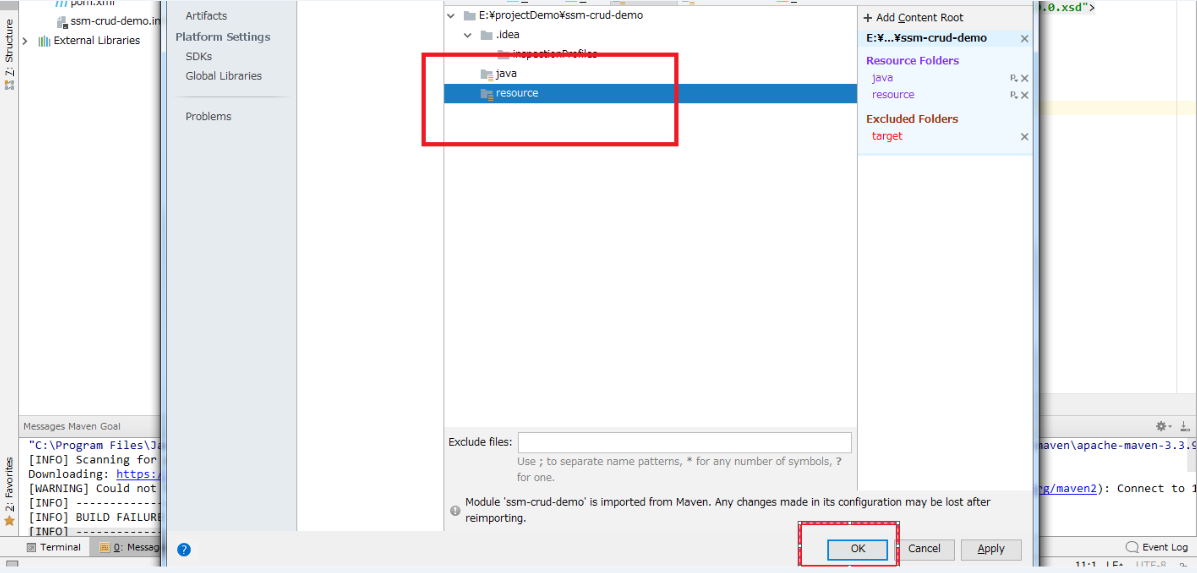 pom.xml
ssm-crud-demo.im
External Libraries
Z: Structure
2: Favorites
Artifacts
Platform Settings
SDKs
Global Libraries
Problems
E:¥projectDemo¥ssm-crud-demo
.idea
inspectionProfiles
java
resource
+ Add Content Root
E:¥...¥ssm-crud-demo
Resource Folders
java
resource
Excluded Folders
target
0.0.xsd">
Exclude files:
Use ; to separate name patterns, * for any number of symbols, ?
for one.
Module 'ssm-crud-demo' is imported from Maven. Any changes made in its configuration may be lost after
reimporting.
OK
Cancel
Apply
Messages Maven Goal
"C:\Program Files\Ja
maven\apache-maven-3.3.9
[INFO] Scanning for
Downloading: https:/
[WARNING] Could not
ng/maven2): Connect to 1
[INFO] --------------
[INFO] BUILD FAILURE
[INFO] --------------
Terminal
0: Messag
Event Log
11:1 LF UTF-8